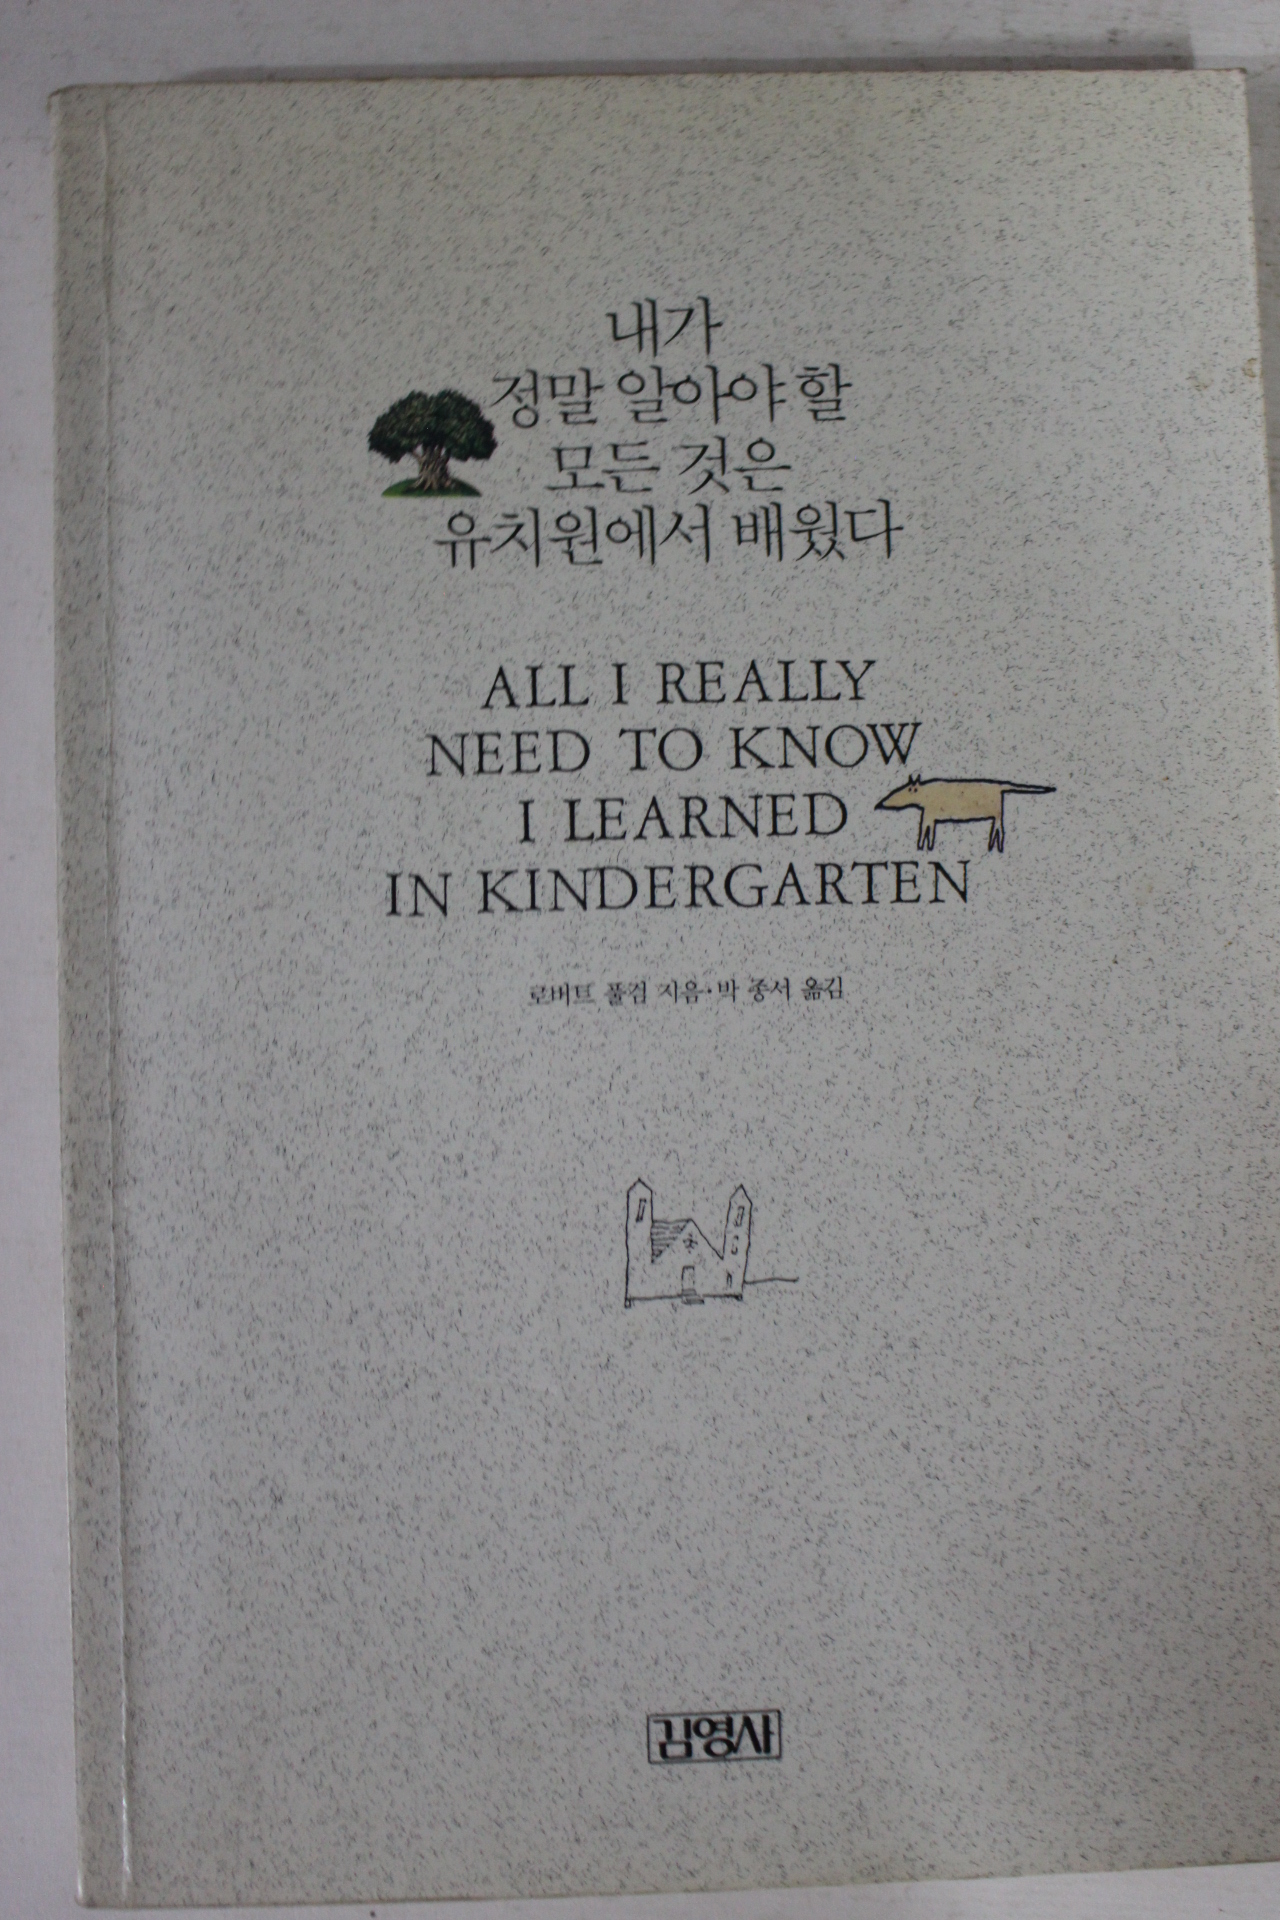 내가
정말 알아야 할
모든 것은
유치원에서 배웠다
ALL I REALLY
NEED TO KNOW
I LEARNED
IN KINDERGARTEN
로버트 풀검 지음·박 종서 옮김
김영사